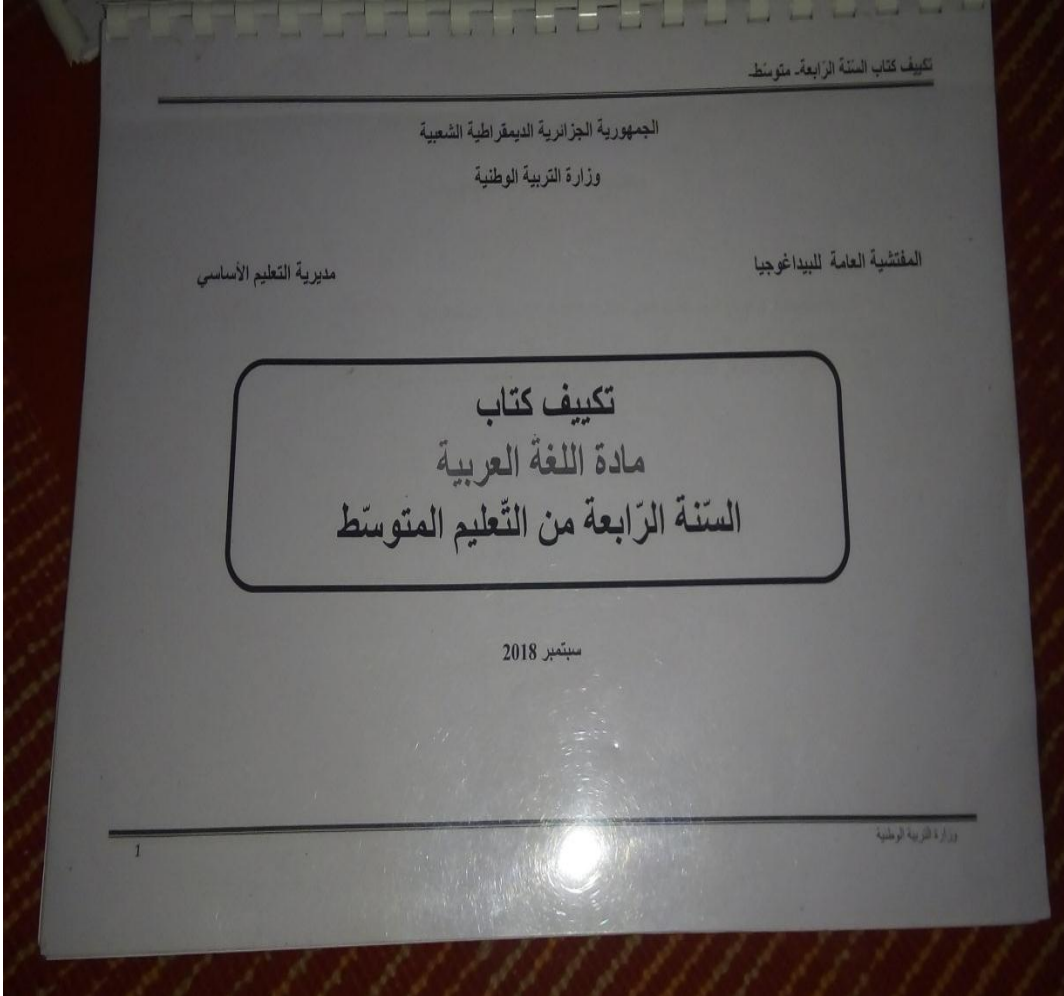 تكييف كتاب السّنة الرّابعة- متوسّط-
الجمهورية الجزائرية الديمقراطية الشعبية
وزارة التربية الوطنية
المفتشية العامة للبيداغوجيا
مديرية التعليم الأساسي
تكييف كتاب
مادة اللغة العربية
السّنة الرّابعة من التّعليم المتوسّط
سبتمبر 2018
وزارة التربية الوطنية
1